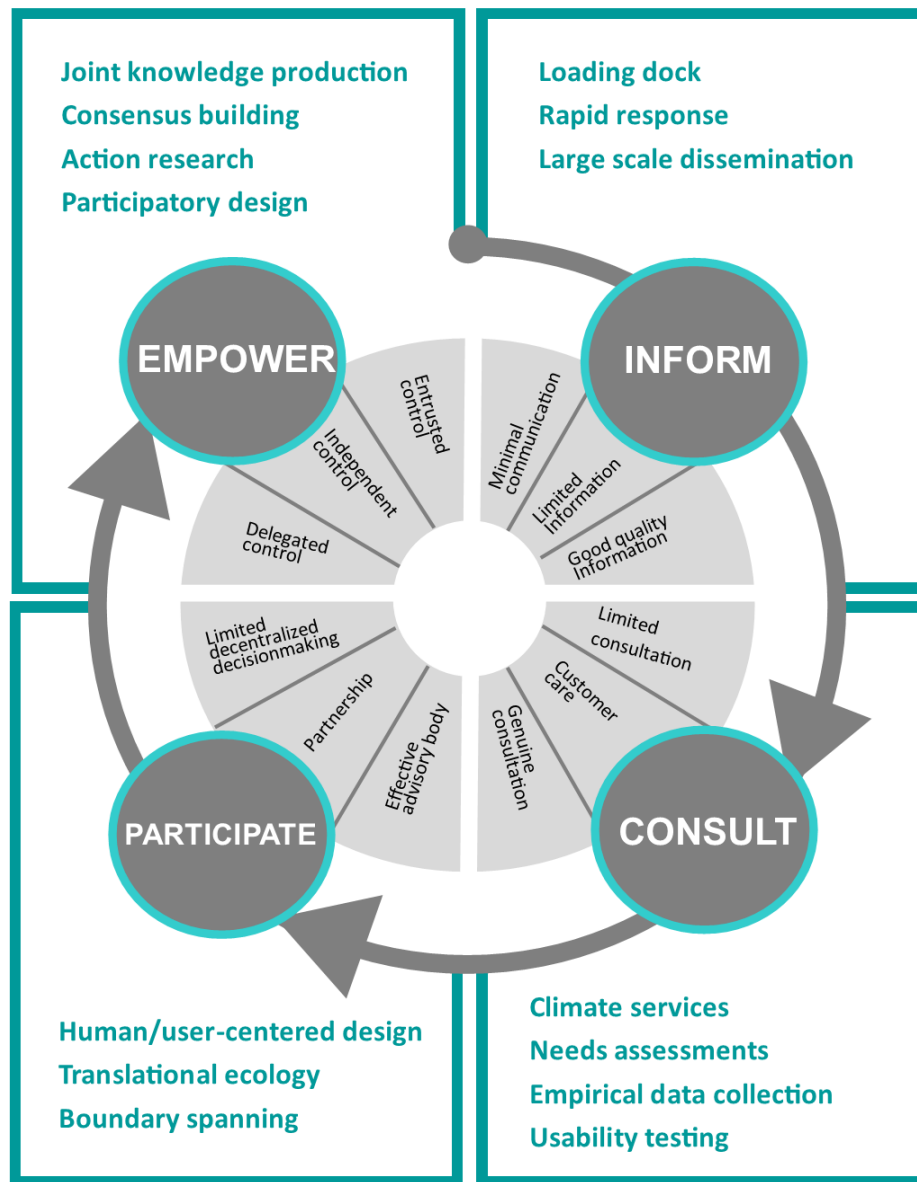 Joint knowledge production
Consensus building
Action research
Participatory design
Loading dock
Rapid response
Large scale dissemination
EMPOWER
INFORM
Entrusted
control
Independent
control
Delegated
control
Minimal
communication
Limited
Information
Good quality
Information
Limited
decentralized
decisionmaking
Partnership
Effective
advisory body
Limited
consultation
Customer
care
Genuine
consultation
PARTICIPATE
CONSULT
Human/user-centered design
Translational ecology
Boundary spanning
Climate services
Needs assessments
Empirical data collection
Usability testing